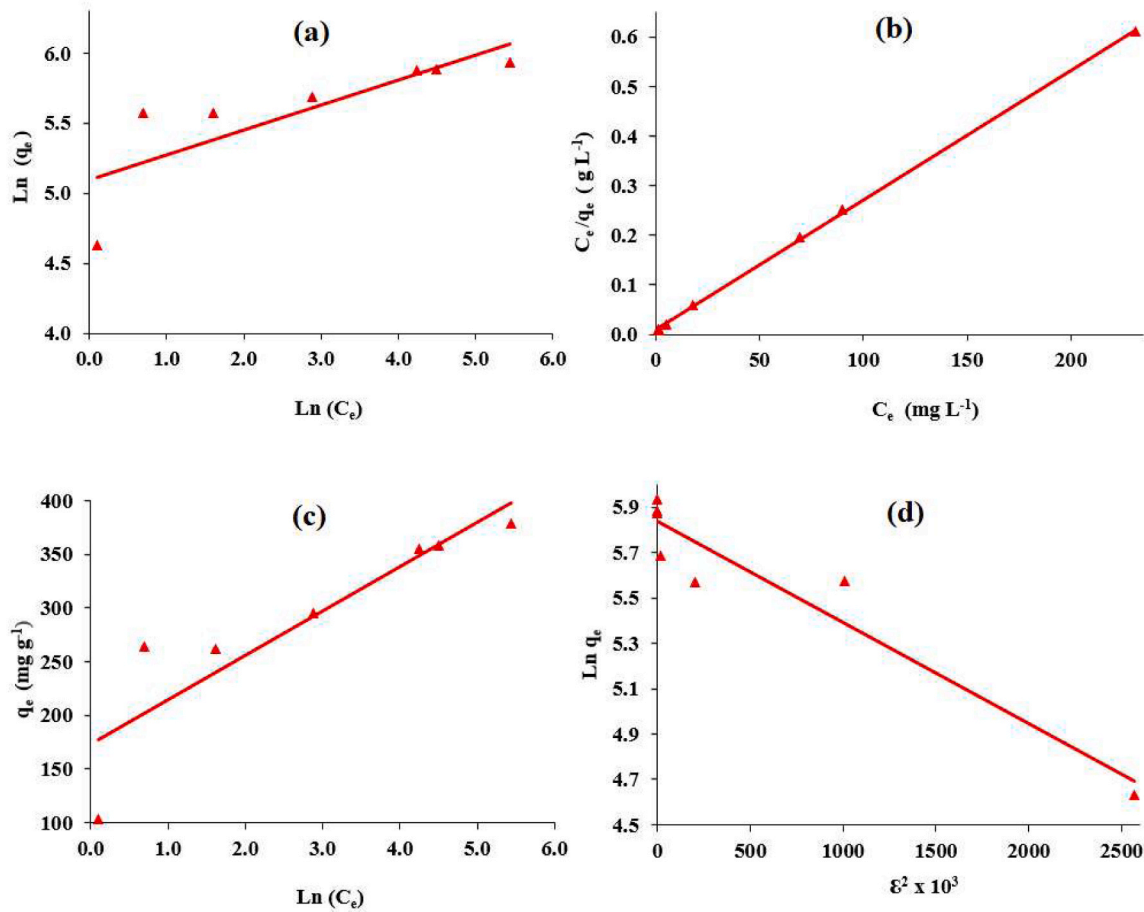 (a)
6.0
5.5
5.0
4.5
4.0
0.0 1.0 2.0 3.0 4.0 5.0 6.0
Ln (qₑ)
Ln (Cₑ)
(b)
0.6
0.5
0.4
0.3
0.2
0.1
0.0
0 50 100 150 200
Cₑ/qₑ ( g L⁻¹)
Cₑ (mg L⁻¹)
(c)
400
350
300
250
200
150
100
0.0 1.0 2.0 3.0 4.0 5.0 6.0
qₑ (mg g⁻¹)
Ln (Cₑ)
(d)
5.9
5.7
5.5
5.3
5.1
4.9
4.7
4.5
0 500 1000 1500 2000 2500
Ln qₑ
Ɛ² x 10³